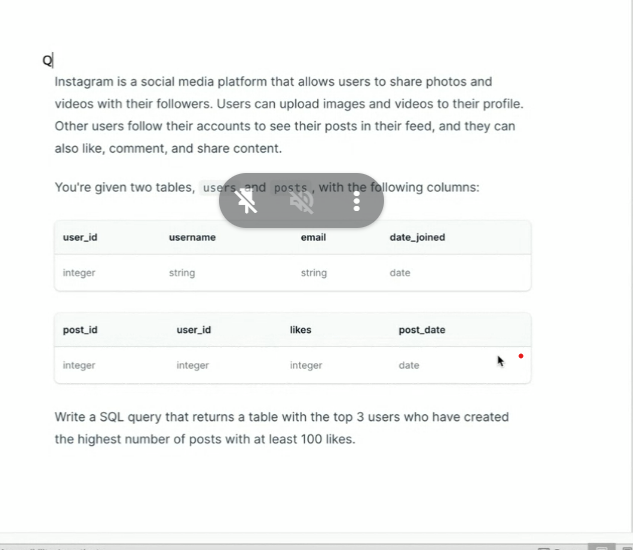 Q
Instagram is a social media platform that allows users to share photos and
videos with their followers. Users can upload images and videos to their profile.
Other users follow their accounts to see their posts in their feed, and they can
also like, comment, and share content.
You're given two tables, users and posts, with the following columns:
user_id username email date_joined
integer string string date
post_id user_id likes post_date
integer integer integer date
Write a SQL query that returns a table with the top 3 users who have created
the highest number of posts with at least 100 likes.